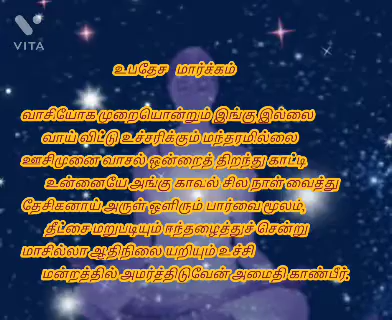 VITA
உபதேச மார்க்கம்
வாசியோக முறையொன்றும் இங்கு இல்லை
வாய் விட்டு உச்சரிக்கும் மந்தரமில்லை
ஊசிமுனை வாசல் ஒன்றைத் திறந்து காட்டி
உன்னையே அங்கு காவல் சில நாள் வைத்து
தேசிகனாய் அருள் ஒளிரும் பார்வை மூலம்,
தீட்சை மறுபடியும் ஈந்தழைத்துச் சென்று
மாசில்லா ஆதிநிலை யறியும் உச்சி
மன்றத்தில் அமர்த்திடுவேன் அமைதி காண்பீர்.